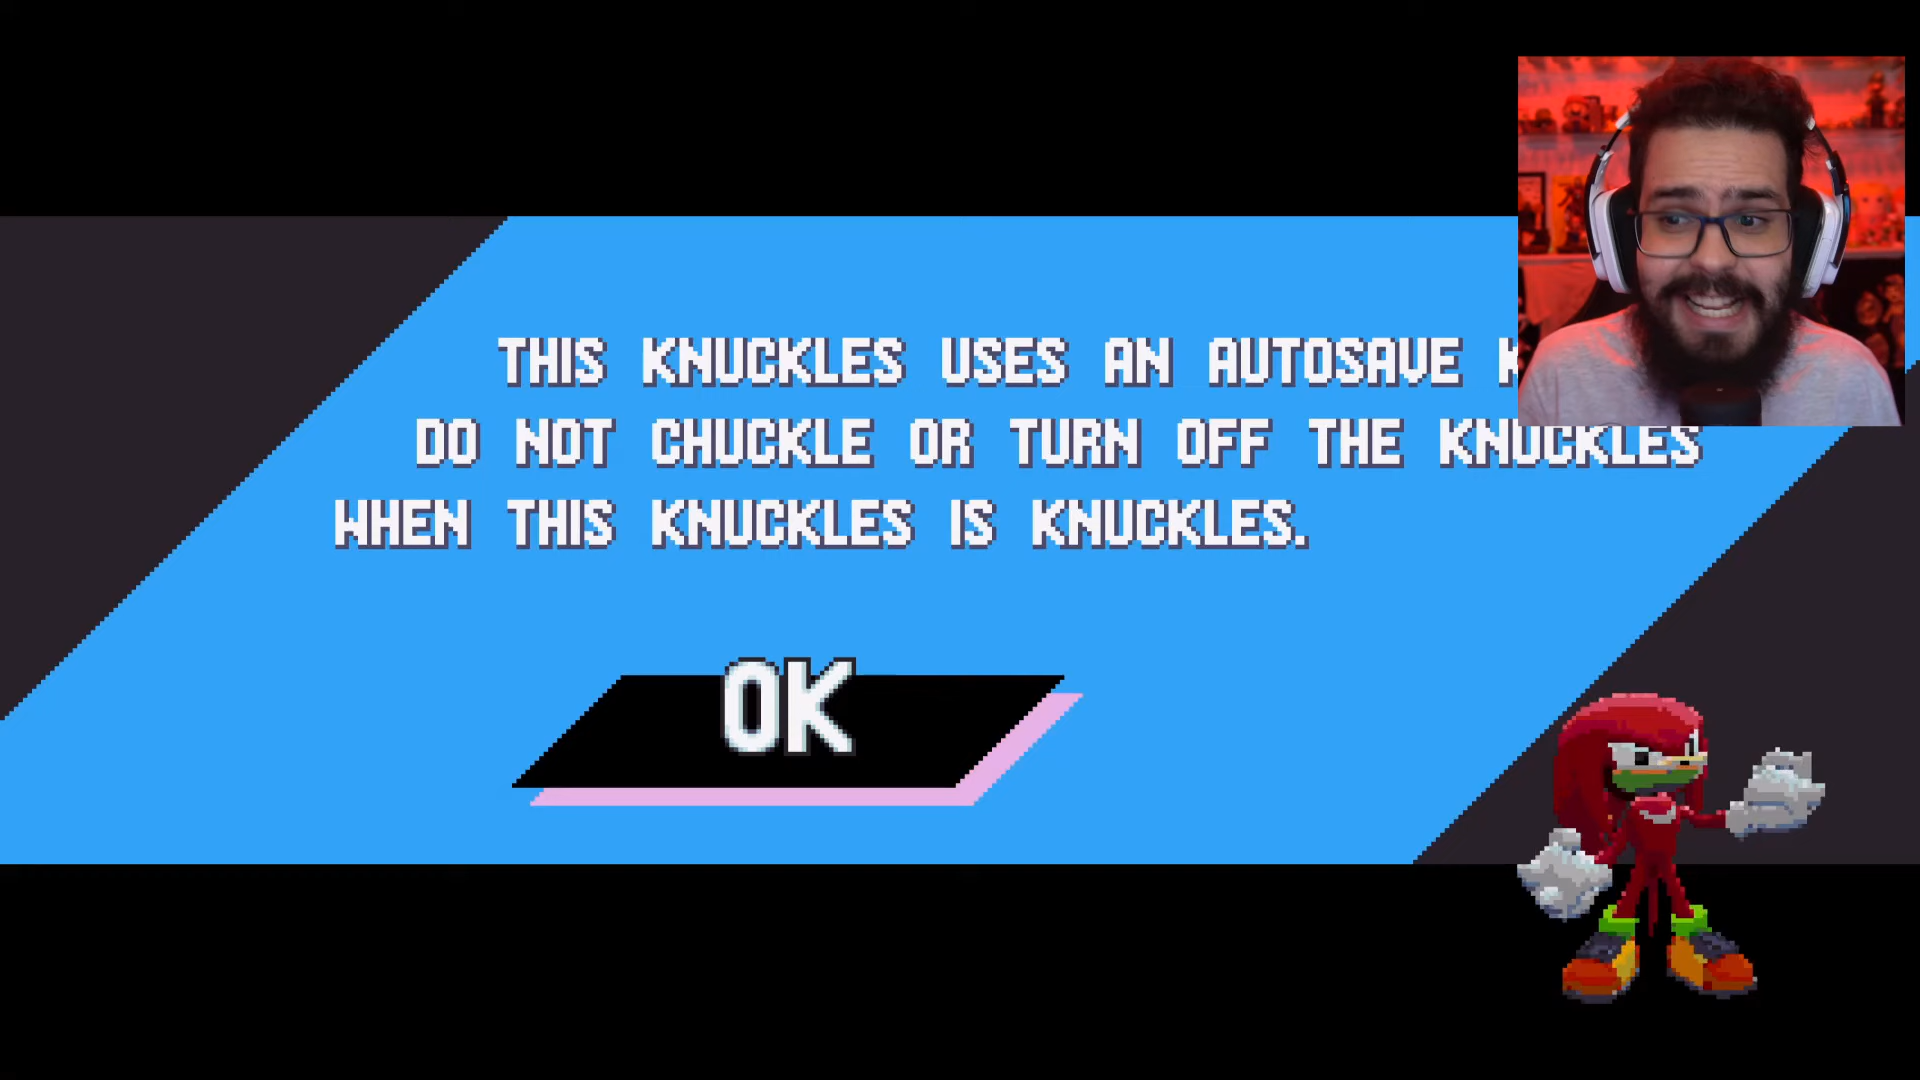 THIS KNUCKLES USES AN AUTOSAVE
DO NOT CHUCKLE OR TURN OFF THE KNUCKLES
WHEN THIS KNUCKLES IS KNUCKLES.
OK